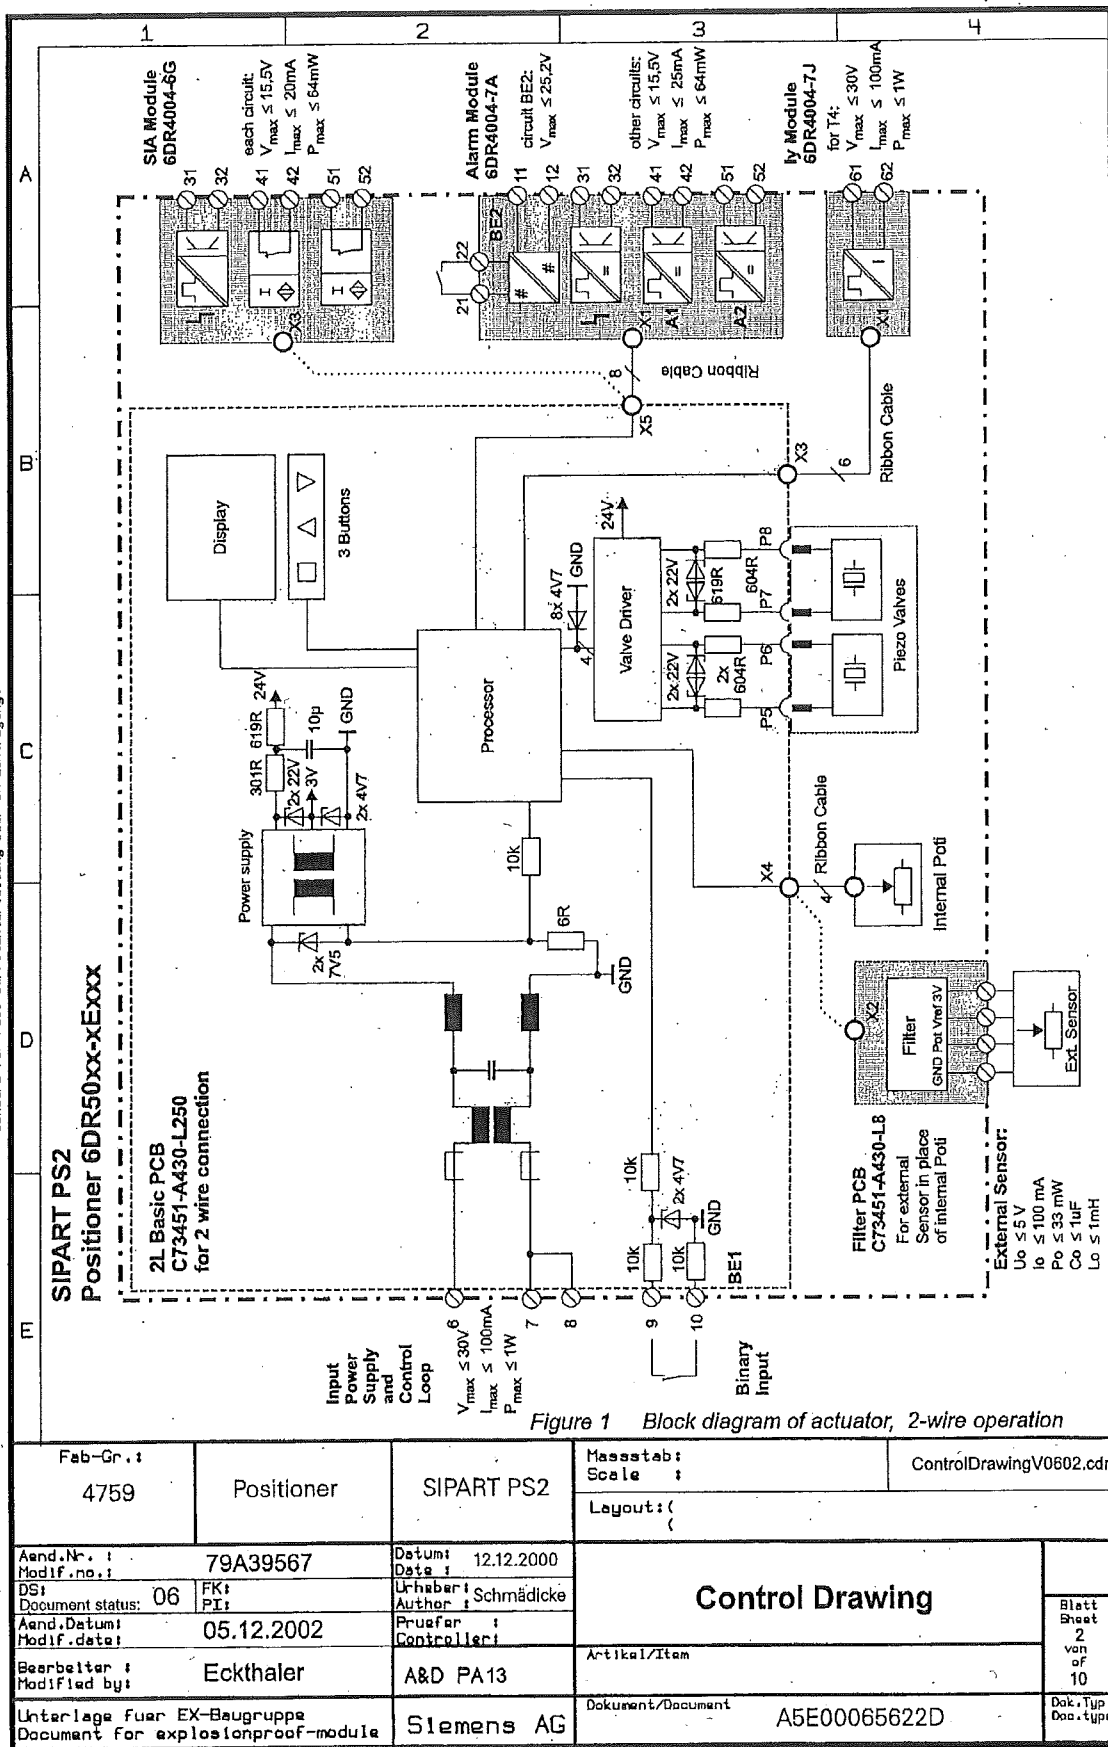 1
2
3
4
A
B
C
D
E
SIPART PS2
Positioner 6DR50xx-xExxx
2L Basic PCB
C73451-A430-L250
for 2 wire connection
SIA Module
6DR4004-6G
each circuit:
Vmax ≤ 15,5V
Imax ≤ 20mA
Pmax ≤ 64mW
31
32
41
42
51
52
X3
Alarm Module
6DR4004-7A
circuit BE2:
Vmax ≤ 25,2V
other circuits:
Vmax ≤ 15,5V
Imax ≤ 25mA
Pmax ≤ 64mW
21
22
BE2
11
12
31
32
41
42
51
52
# #
=
=
=
X1
A1
A2
Iy Module
6DR4004-7J
for T4:
Vmax ≤ 30V
Imax ≤ 100mA
Pmax ≤ 1W
61
62
X1
8
Ribbon Cable
X5
X3
6
Ribbon Cable
Display
3 Buttons
Power supply
301R
619R
24V
10µ
GND
2x 22V
3V
2x 4V7
2x
7V5
Processor
10k
6R
GND
8x 4V7
GND
4
Valve Driver
24V
2x 22V
2x
604R
2x 22V
619R
604R
P5
P6
P7
P8
Piezo Valves
X4
4
Ribbon Cable
Internal Poti
X2
Filter
GND Pot Vref 3V
Ext. Sensor
Filter PCB
C73451-A430-L8
For external
Sensor in place
of internal Poti
External Sensor:
Uo ≤ 5 V
Io ≤ 100 mA
Po ≤ 33 mW
Co ≤ 1uF
Lo ≤ 1mH
10k
2x 4V7
GND
10k
10k
BE1
6
7
8
9
10
Input
Power
Supply
and
Control
Loop
Vmax ≤ 30V
Imax ≤ 100mA
Pmax ≤ 1W
Binary
Input
Figure 1 Block diagram of actuator, 2-wire operation
Fab-Gr.:
4759
Positioner
SIPART PS2
Massstab:
Scale :
ControlDrawingV0602.cdr
Layout:(
(
Aend.Nr. :
Modif.no.:
79A39567
Datum:
Date :
12.12.2000
DS:
Document status: 06
FK:
PI:
Urheber:
Author :
Schmädicke
Aend.Datum:
Modif.date:
05.12.2002
Pruefer :
Controller:
Control Drawing
Blatt
Sheet
2
von
of
10
Bearbeiter :
Modified by:
Eckthaler
A&D PA13
Artikel/Item
Unterlage fuer EX-Baugruppe
Document for explosionproof-module
Siemens AG
Dokument/Document
A5E00065622D
Dok.Typ
Doc.type